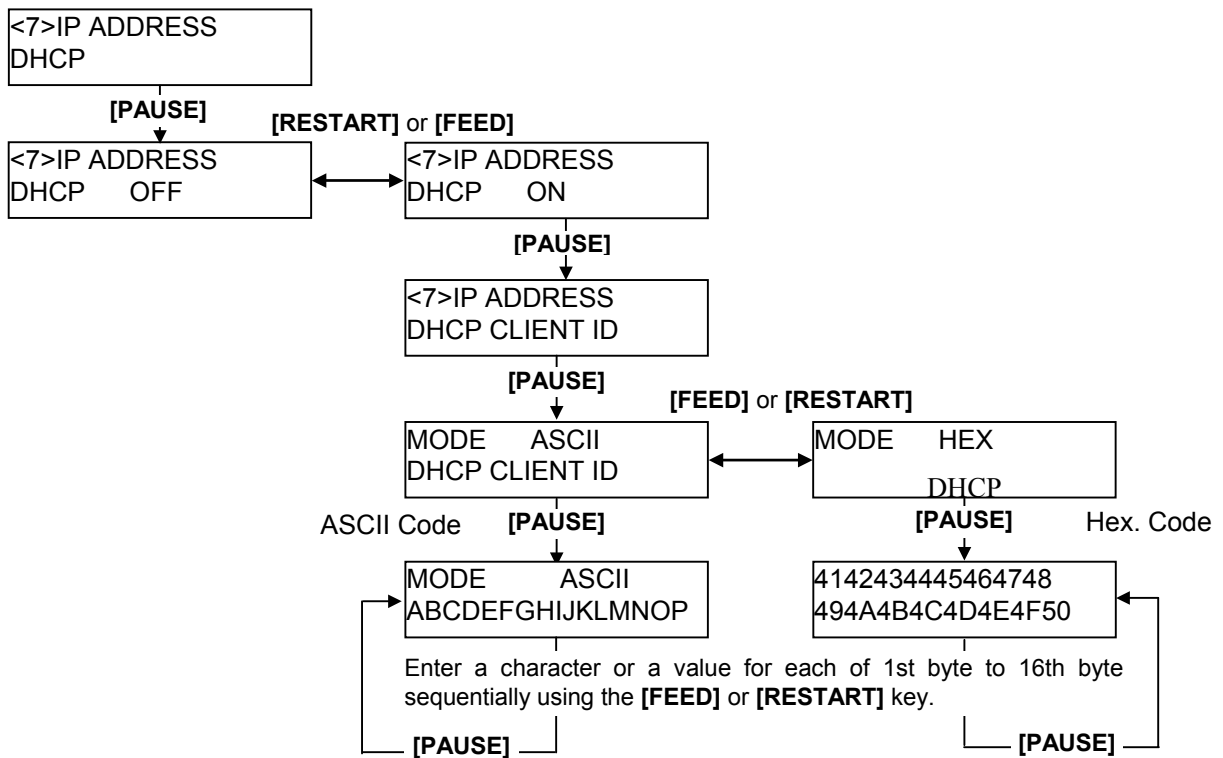 <7>IP ADDRESS
DHCP
[PAUSE]
[RESTART] or [FEED]
<7>IP ADDRESS
DHCP OFF
<7>IP ADDRESS
DHCP ON
[PAUSE]
<7>IP ADDRESS
DHCP CLIENT ID
[PAUSE]
[FEED] or [RESTART]
MODE ASCII
DHCP CLIENT ID
MODE HEX
DHCP
ASCII Code
[PAUSE]
[PAUSE]
Hex. Code
MODE ASCII
ABCDEFGHIJKLMNOP
4142434445464748
494A4B4C4D4E4F50
Enter a character or a value for each of 1st byte to 16th byte
sequentially using the [FEED] or [RESTART] key.
[PAUSE]
[PAUSE]